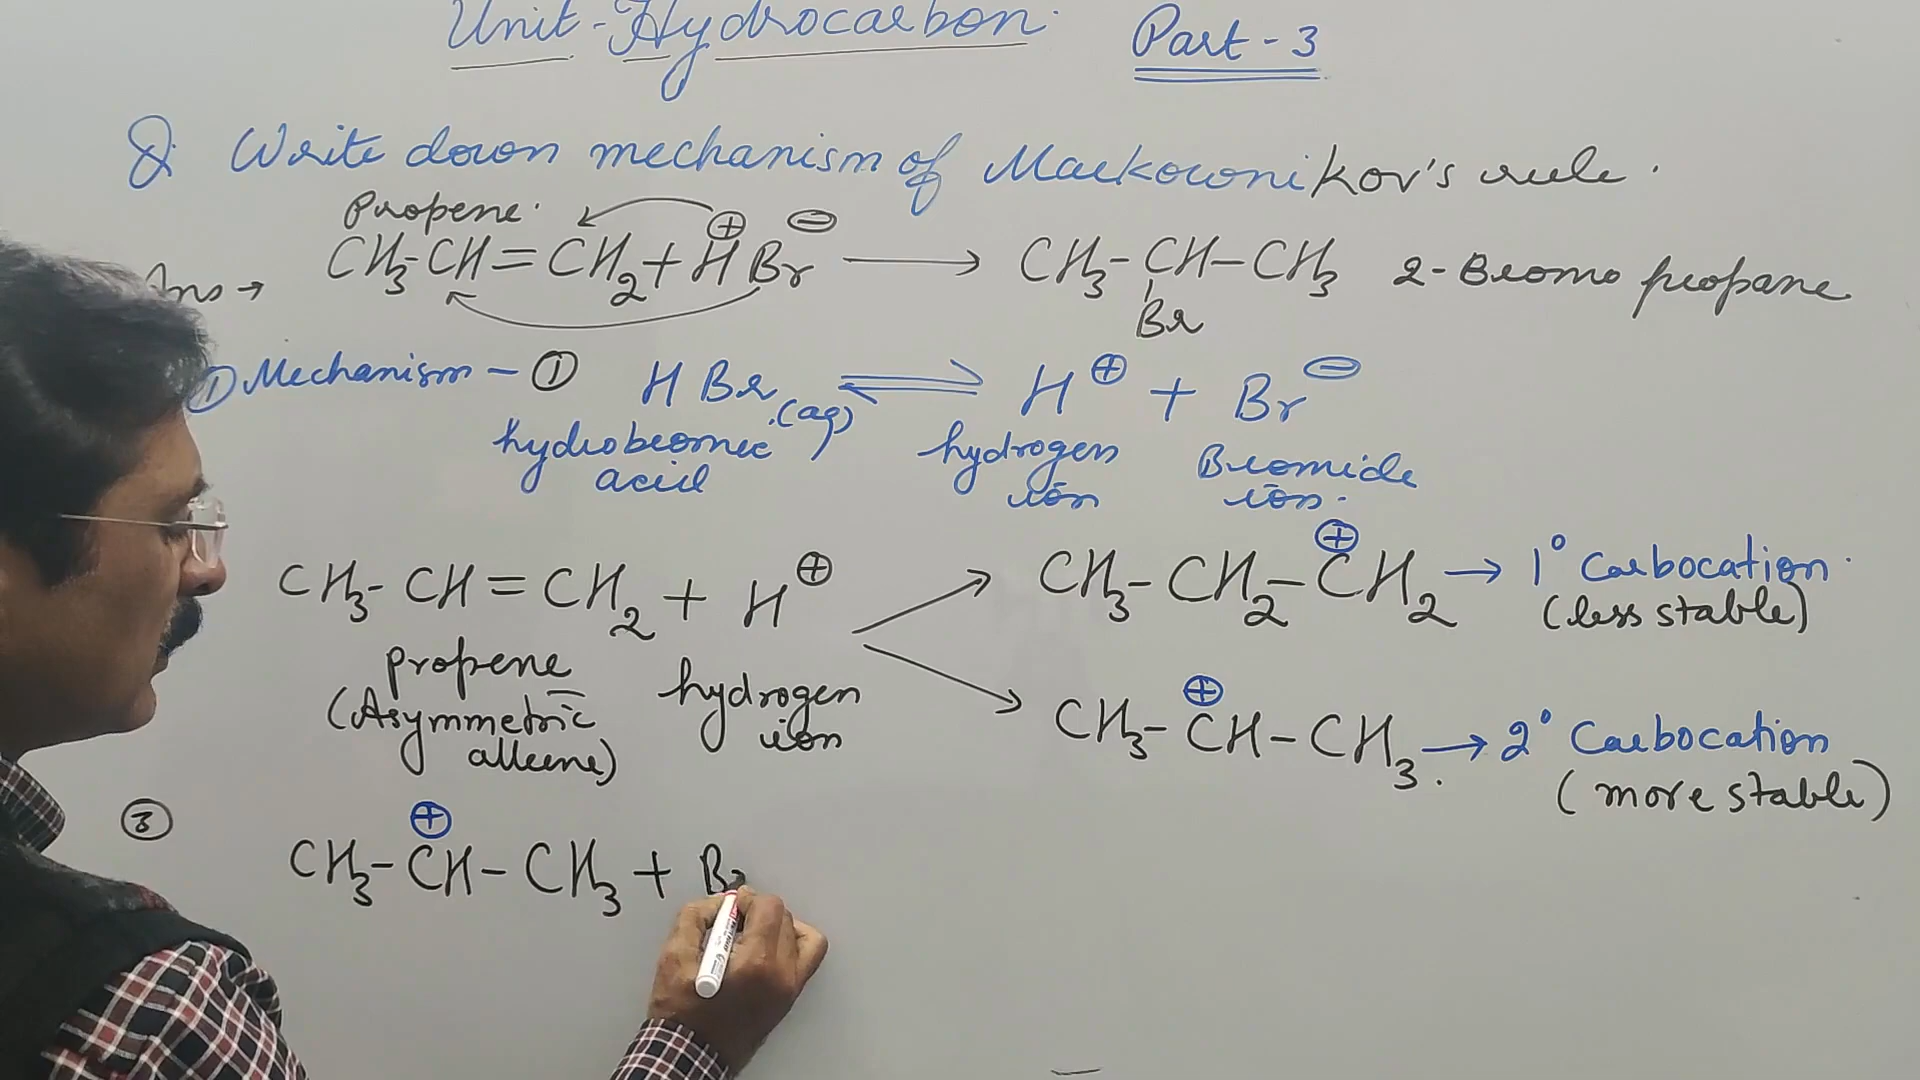 Unit-Hydrocarbon. Part-3
Q. Write down mechanism of Markowonikov's rule.
Propene.
Ans → CH₃-CH=CH₂+H⊕Br⊖ ⟶ CH₃-CH-CH₃ 2-Bromo propane
Br
① Mechanism - ① HBr(aq) ⇌ H⊕ + Br⊖
hydrobromic acid hydrogen ion Bromide ion.
CH₃-CH=CH₂ + H⊕ → CH₃-CH₂-C⊕H₂ → 1° Carbocation.
(less stable)
propene hydrogen ion
(Asymmetric alkene)
→ CH₃-C⊕H-CH₃. → 2° Carbocation
(more stable)
③ CH₃-C⊕H-CH₃ + Br